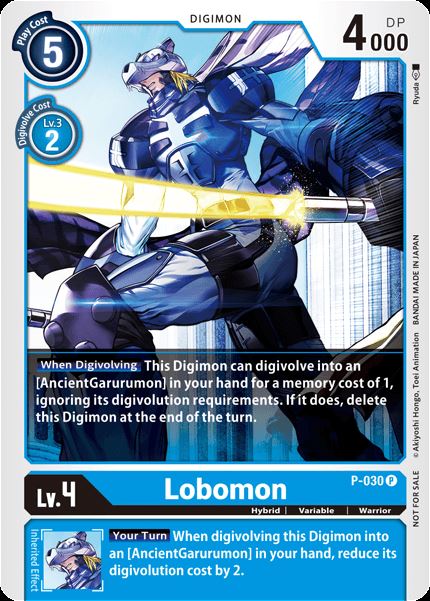 DIGIMON
Play Cost
5
4000 DP
Digivolve Cost
Lv.3
2
Ryuda
When Digivolving This Digimon can digivolve into an
[AncientGarurumon] in your hand for a memory cost of 1,
ignoring its digivolution requirements. If it does, delete
this Digimon at the end of the turn.
© Akiyoshi Hongo, Toei Animation BANDAI MADE IN JAPAN
NOT FOR SALE
P-030 P
Lv.4
Lobomon
Hybrid | Variable | Warrior
Inherited Effect
Your Turn When digivolving this Digimon into
an [AncientGarurumon] in your hand, reduce its
digivolution cost by 2.